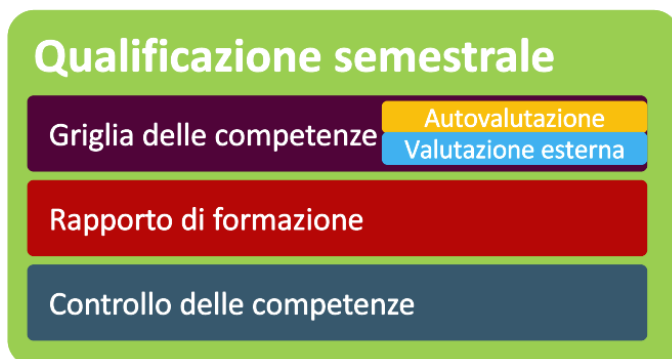 Qualificazione semestrale
Griglia delle competenze
Autovalutazione
Valutazione esterna
Rapporto di formazione
Controllo delle competenze